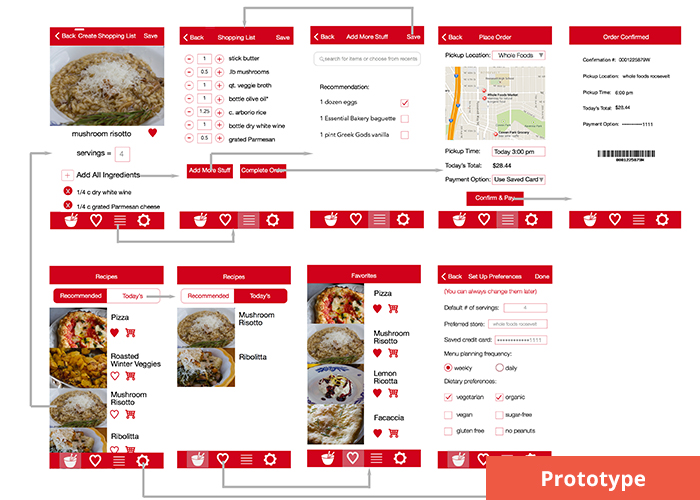 Back Create Shopping List Save
mushroom risotto
servings = 4
+ Add All Ingredients
x 1/4 c dry white wine
x 1/4 c grated Parmesan cheese
Back Shopping List Save
- 1 + stick butter
- 0.5 + .lb mushrooms
- 1 + qt. veggie broth
- 1 + bottle olive oil*
- 1.25 + c. arborio rice
- 1 + bottle dry white wine
- 0.5 + grated Parmesan
Add More Stuff Complete Order
Back Add More Stuff Save
search for items or choose from recents
Recommendation:
1 dozen eggs
1 Essential Bakery baguette
1 pint Greek Gods vanilla
Back Place Order
Pickup Location: Whole Foods
Whole Foods Market
Cowen Park Grocery
Pickup Time: Today 3:00 pm
Today's Total: $28.44
Payment Option: Use Saved Card
Confirm & Pay
Order Confirmed
Confirmation #: 0001225879W
Pickup Location: whole foods roosevelt
Pickup Time: 6:00 pm
Today's Total: $28.44
Payment Option: ••••••••••••1111
0001225879W
Recipes
Recommended Today's
Pizza
Roasted
Winter Veggies
Mushroom
Risotto
Ribolitta
Recipes
Recommended Today's
Mushroom
Risotto
Ribolitta
Favorites
Pizza
Mushroom
Risotto
Lemon
Ricotta
Facaccia
Back Set Up Preferences Done
(You can always change them later)
Default # of servings: 4
Preferred store: whole foods roosevelt
Saved credit card: ••••••••••••1111
Menu planning frequency:
weekly daily
Dietary preferences:
vegetarian organic
vegan sugar-free
gluten free no peanuts
Prototype